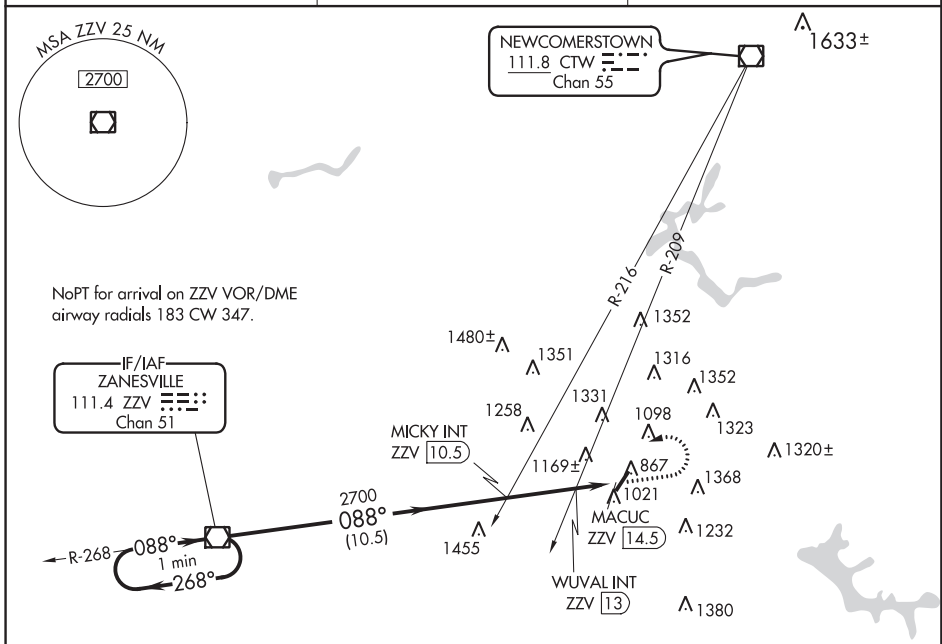 MSA ZZV 25 NM
2700
NEWCOMERSTOWN
111.8 CTW
Chan 55
1633±
NoPT for arrival on ZZV VOR/DME
airway radials 183 CW 347.
IF/IAF
ZANESVILLE
111.4 ZZV
Chan 51
R-216
R-209
1480±
1351
1352
1316
1352
1258
1331
1323
1098
1320±
MICKY INT
ZZV 10.5
1169±
867
1368
1021
2700
088°
(10.5)
1455
MACUC
ZZV 14.5
1232
R-268
088°
1 min
268°
WUVAL INT
ZZV 13
1380